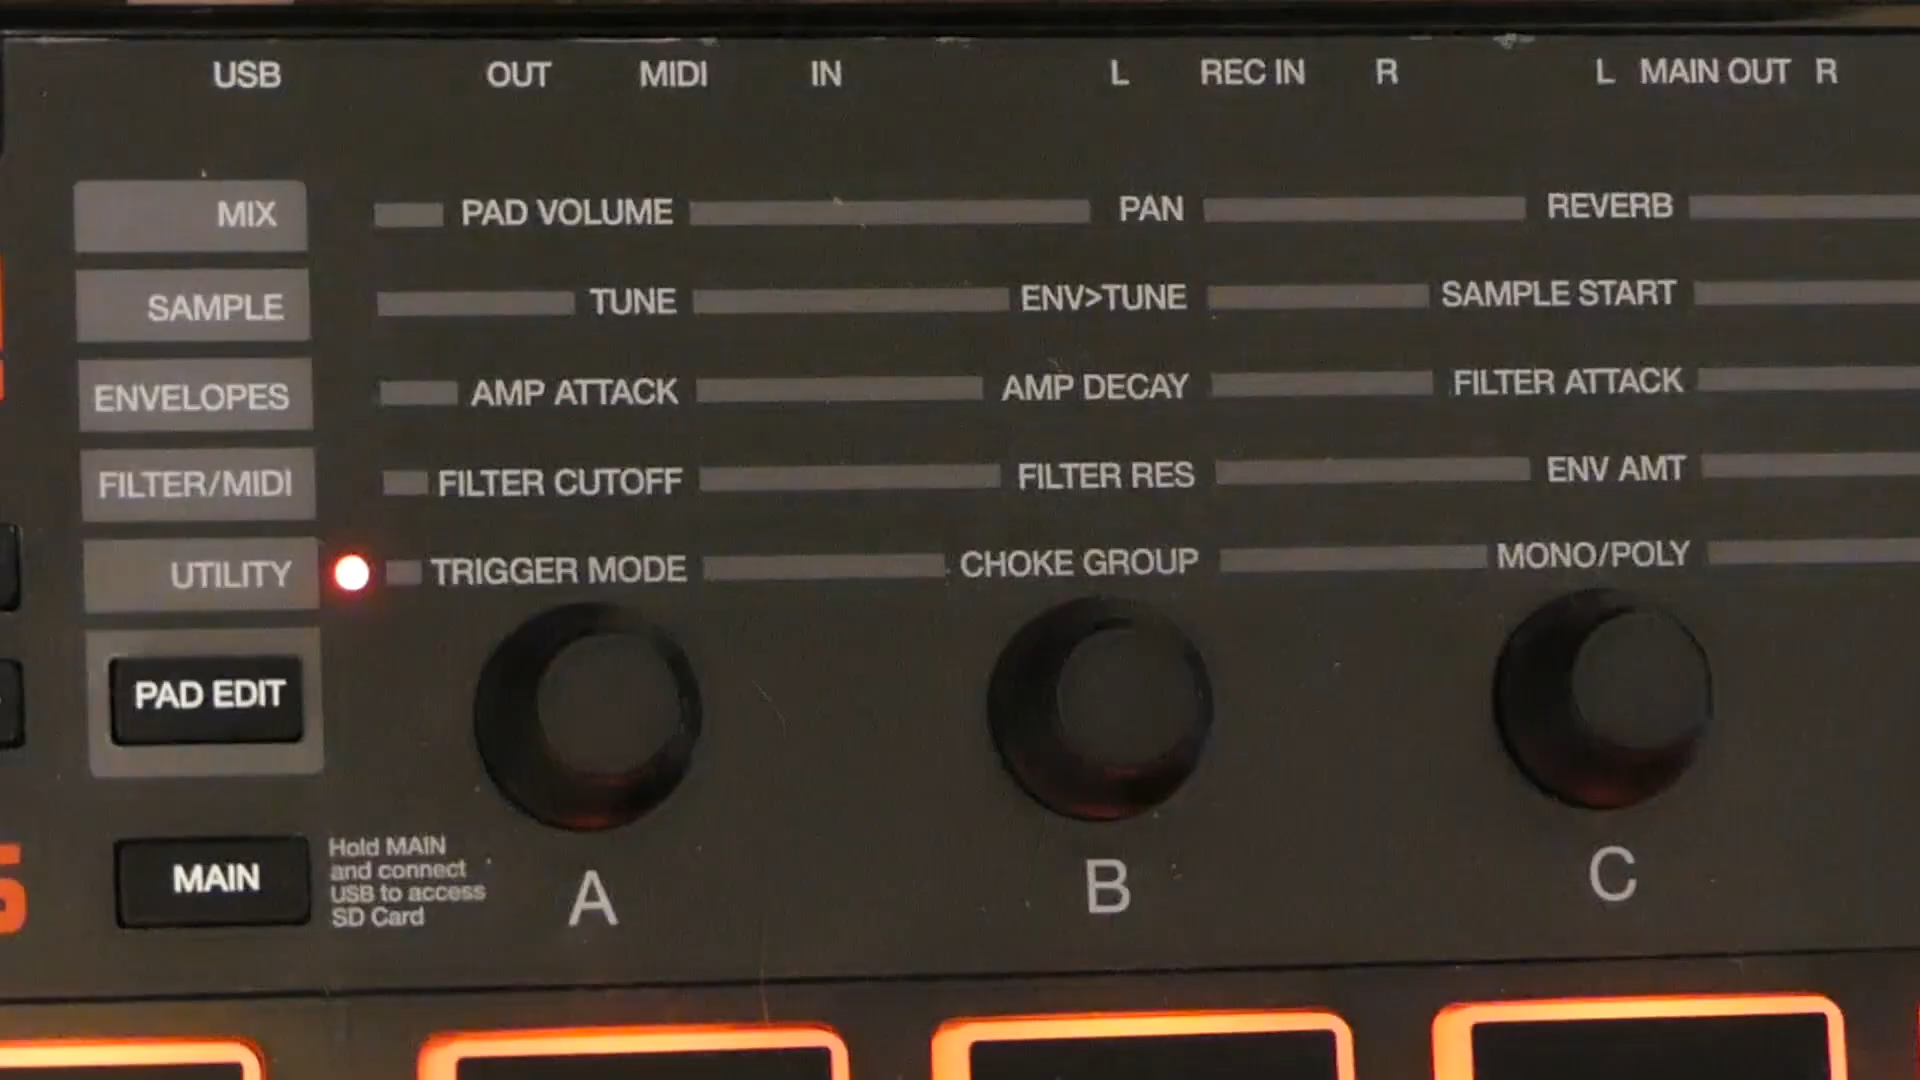 USB OUT MIDI IN L REC IN R L MAIN OUT R
MIX PAD VOLUME PAN REVERB
SAMPLE TUNE ENV>TUNE SAMPLE START
ENVELOPES AMP ATTACK AMP DECAY FILTER ATTACK
FILTER/MIDI FILTER CUTOFF FILTER RES ENV AMT
UTILITY TRIGGER MODE CHOKE GROUP MONO/POLY
PAD EDIT
MAIN
Hold MAIN
and connect
USB to access
SD Card
A B C